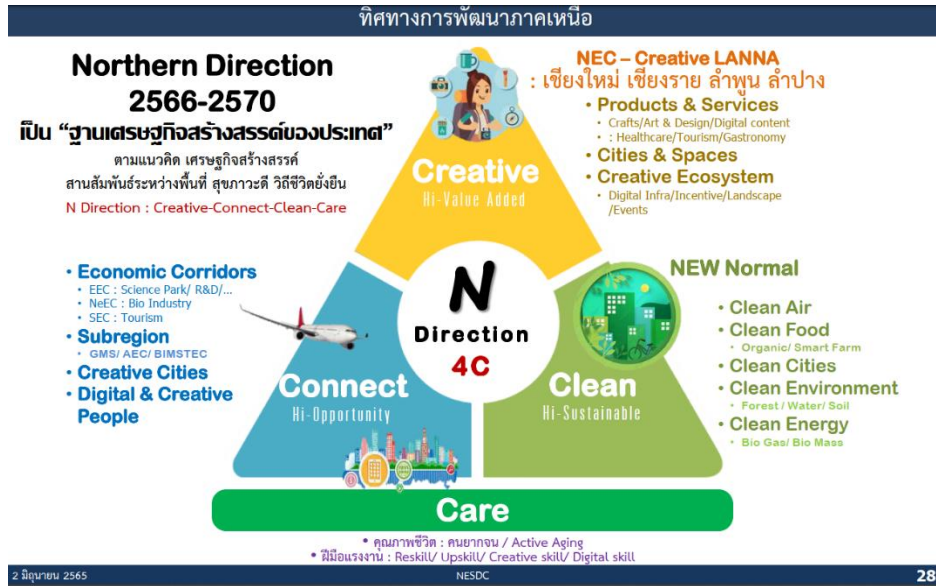 ทิศทางการพัฒนาภาคเหนือ
Northern Direction
2566-2570
เป็น “ฐานเศรษฐกิจสร้างสรรค์ของประเทศ”
ตามแนวคิด เศรษฐกิจสร้างสรรค์
สานสัมพันธ์ระหว่างพื้นที่ สุขภาวะดี วิถีชีวิตยั่งยืน
N Direction : Creative-Connect-Clean-Care
NEC – Creative LANNA
: เชียงใหม่ เชียงราย ลำพูน ลำปาง
• Products & Services
• Crafts/Art & Design/Digital content
• : Healthcare/Tourism/Gastronomy
• Cities & Spaces
• Creative Ecosystem
• Digital Infra/Incentive/Landscape
/Events
Creative
Hi-Value Added
• Economic Corridors
• EEC : Science Park/ R&D/...
• NeEC : Bio Industry
• SEC : Tourism
• Subregion
• GMS/ AEC/ BIMSTEC
• Creative Cities
• Digital & Creative
People
N
Direction
4C
Connect
Hi-Opportunity
Clean
Hi-Sustainable
NEW Normal
• Clean Air
• Clean Food
• Organic/ Smart Farm
• Clean Cities
• Clean Environment
• Forest / Water/ Soil
• Clean Energy
• Bio Gas/ Bio Mass
Care
• คุณภาพชีวิต : คนยากจน / Active Aging
• ฝีมือแรงงาน : Reskill/ Upskill/ Creative skill/ Digital skill
2 มิถุนายน 2565
NESDC
28